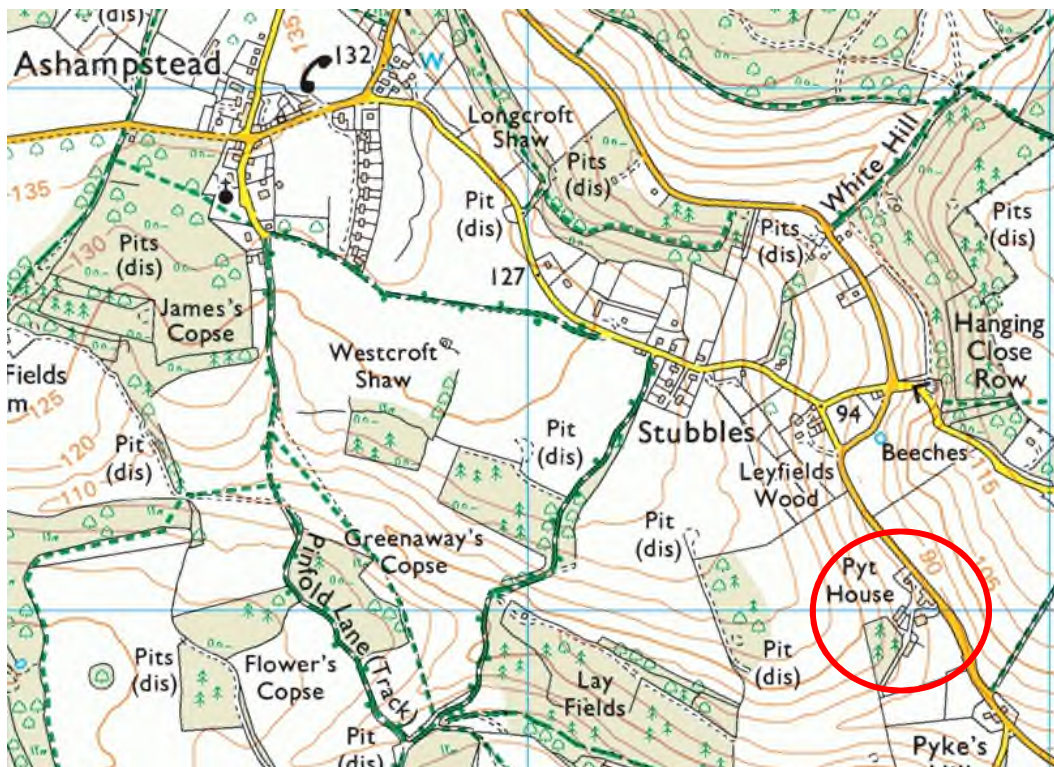 Pits
(dis)
Ashampstead
135
132
W
Longcroft
Shaw
Pits
(dis)
White Hill
135
Pit
(dis)
Pits
(dis)
Pits
(dis)
130
Pits
(dis)
127
James's
Copse
Hanging
Close
Row
Westcroft
Shaw
Fields
m
125
94
Stubbles
Beeches
120
Pit
(dis)
Pit
(dis)
Leyfields
Wood
115
110
Pit
(dis)
Greenaway's
Copse
Pinfold Lane (Track)
Pyt
House
90
105
Pits
(dis)
Flower's
Copse
Lay
Fields
Pit
(dis)
Pit
(dis)
Pyke's